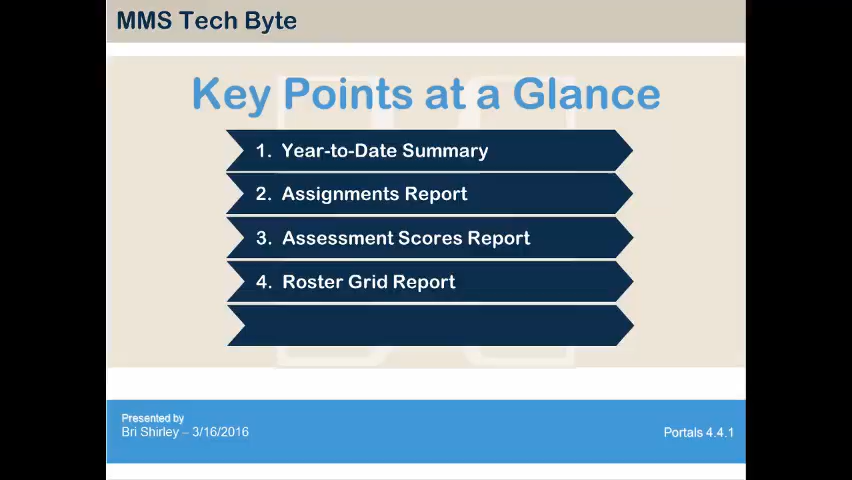 MMS Tech Byte
Key Points at a Glance
1. Year-to-Date Summary
2. Assignments Report
3. Assessment Scores Report
4. Roster Grid Report
Presented by
Bri Shirley – 3/16/2016
Portals 4.4.1